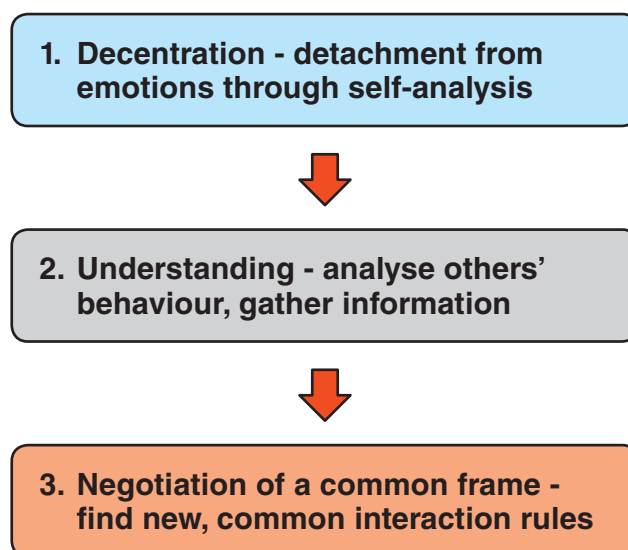 1. Decentration - detachment from
emotions through self-analysis
2. Understanding - analyse others’
behaviour, gather information
3. Negotiation of a common frame -
find new, common interaction rules